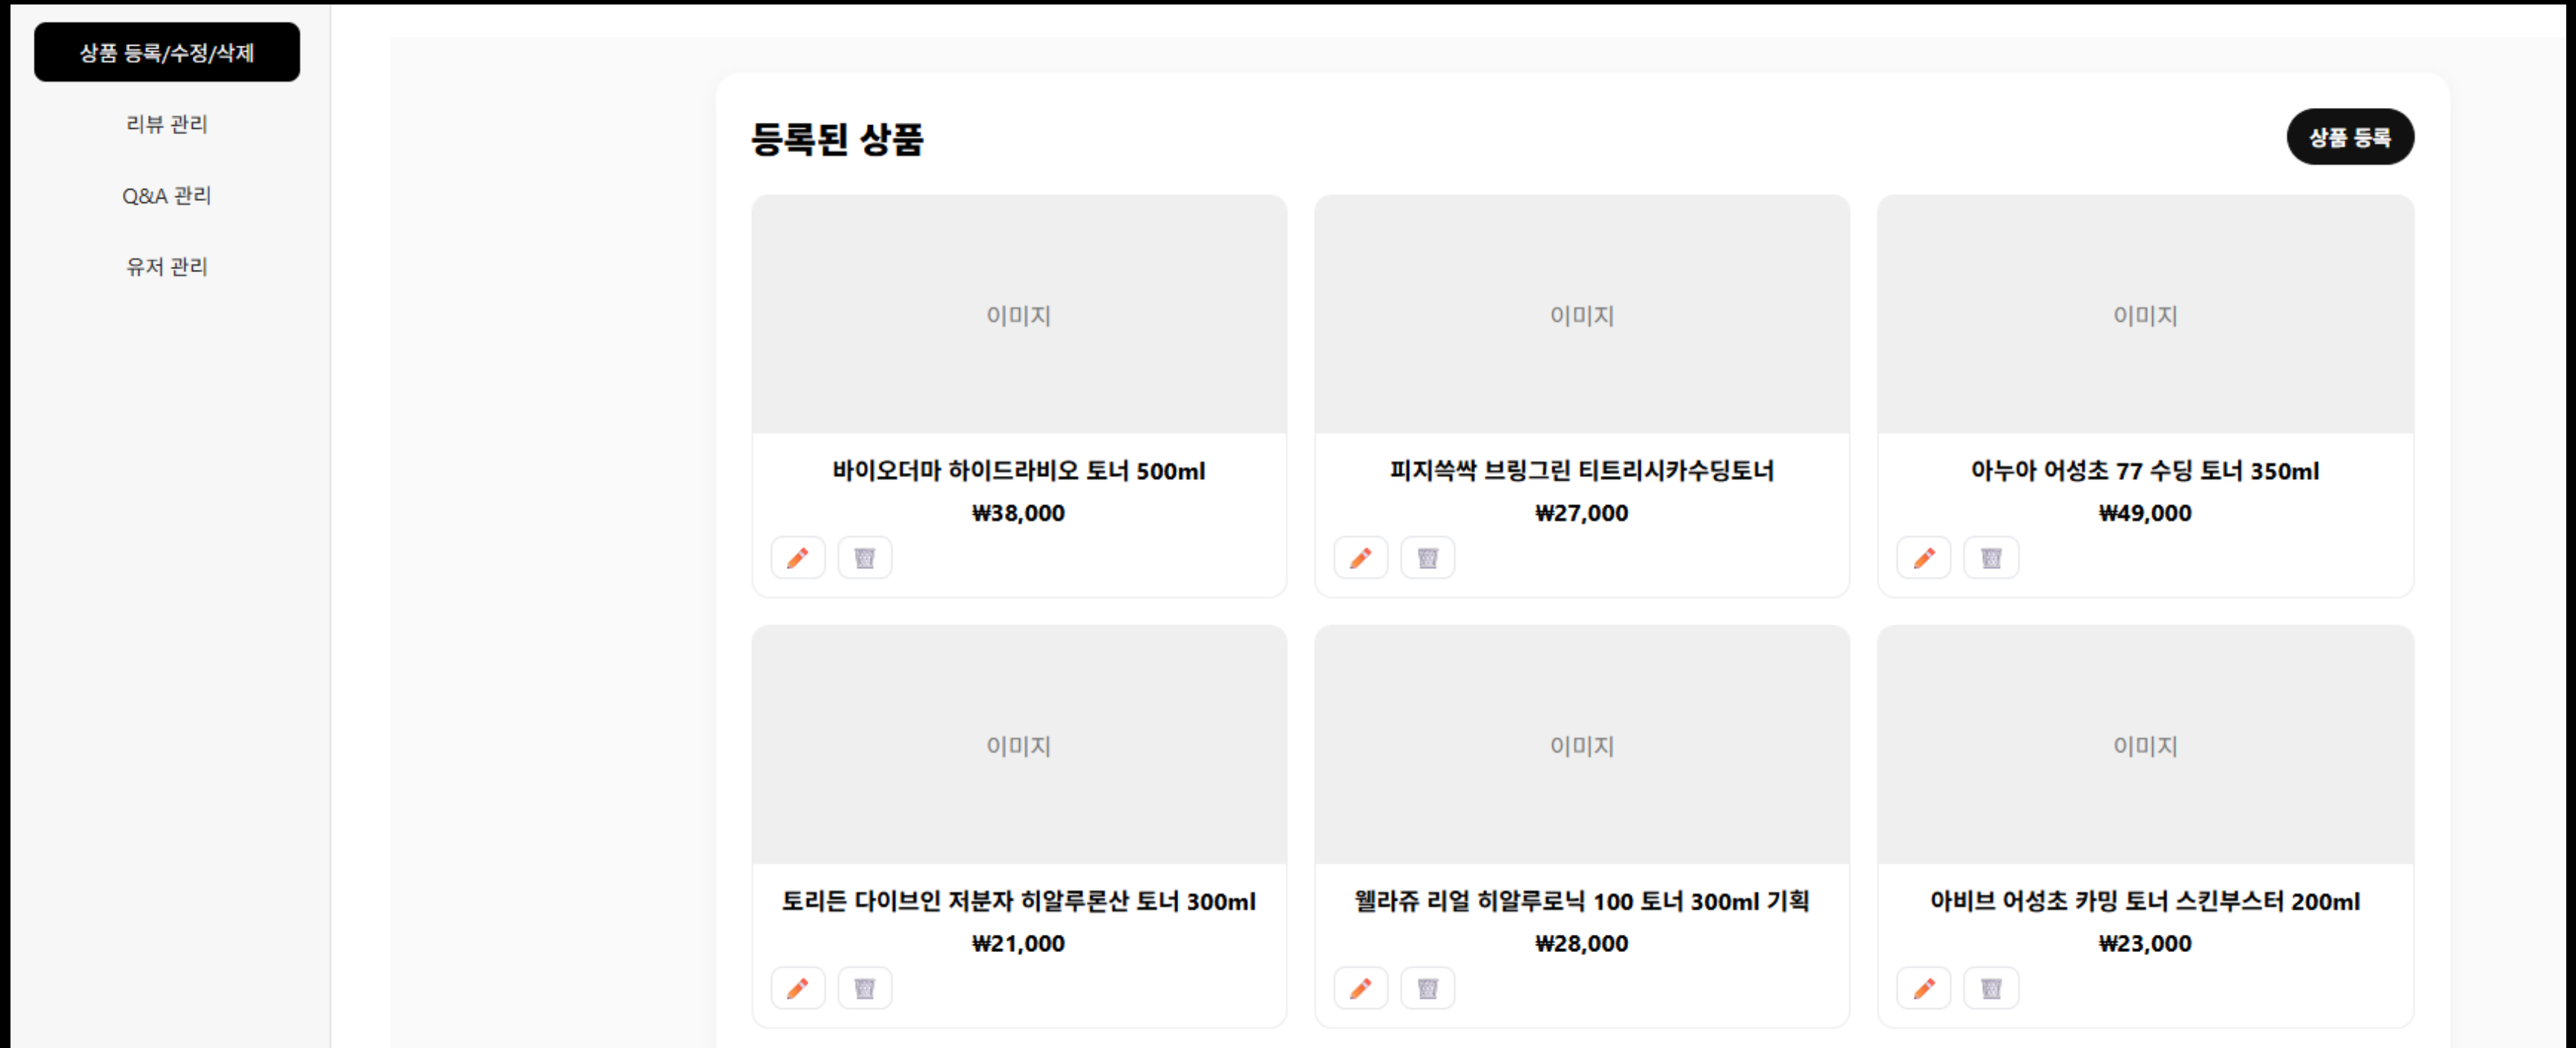 상품 등록/수정/삭제
리뷰 관리
Q&A 관리
유저 관리
등록된 상품
상품 등록
이미지
이미지
이미지
바이오더마 하이드라비오 토너 500ml
₩38,000
피지쓱싹 브링그린 티트리시카수딩토너
₩27,000
아누아 어성초 77 수딩 토너 350ml
₩49,000
이미지
이미지
이미지
토리든 다이브인 저분자 히알루론산 토너 300ml
₩21,000
웰라쥬 리얼 히알루로닉 100 토너 300ml 기획
₩28,000
아비브 어성초 카밍 토너 스킨부스터 200ml
₩23,000